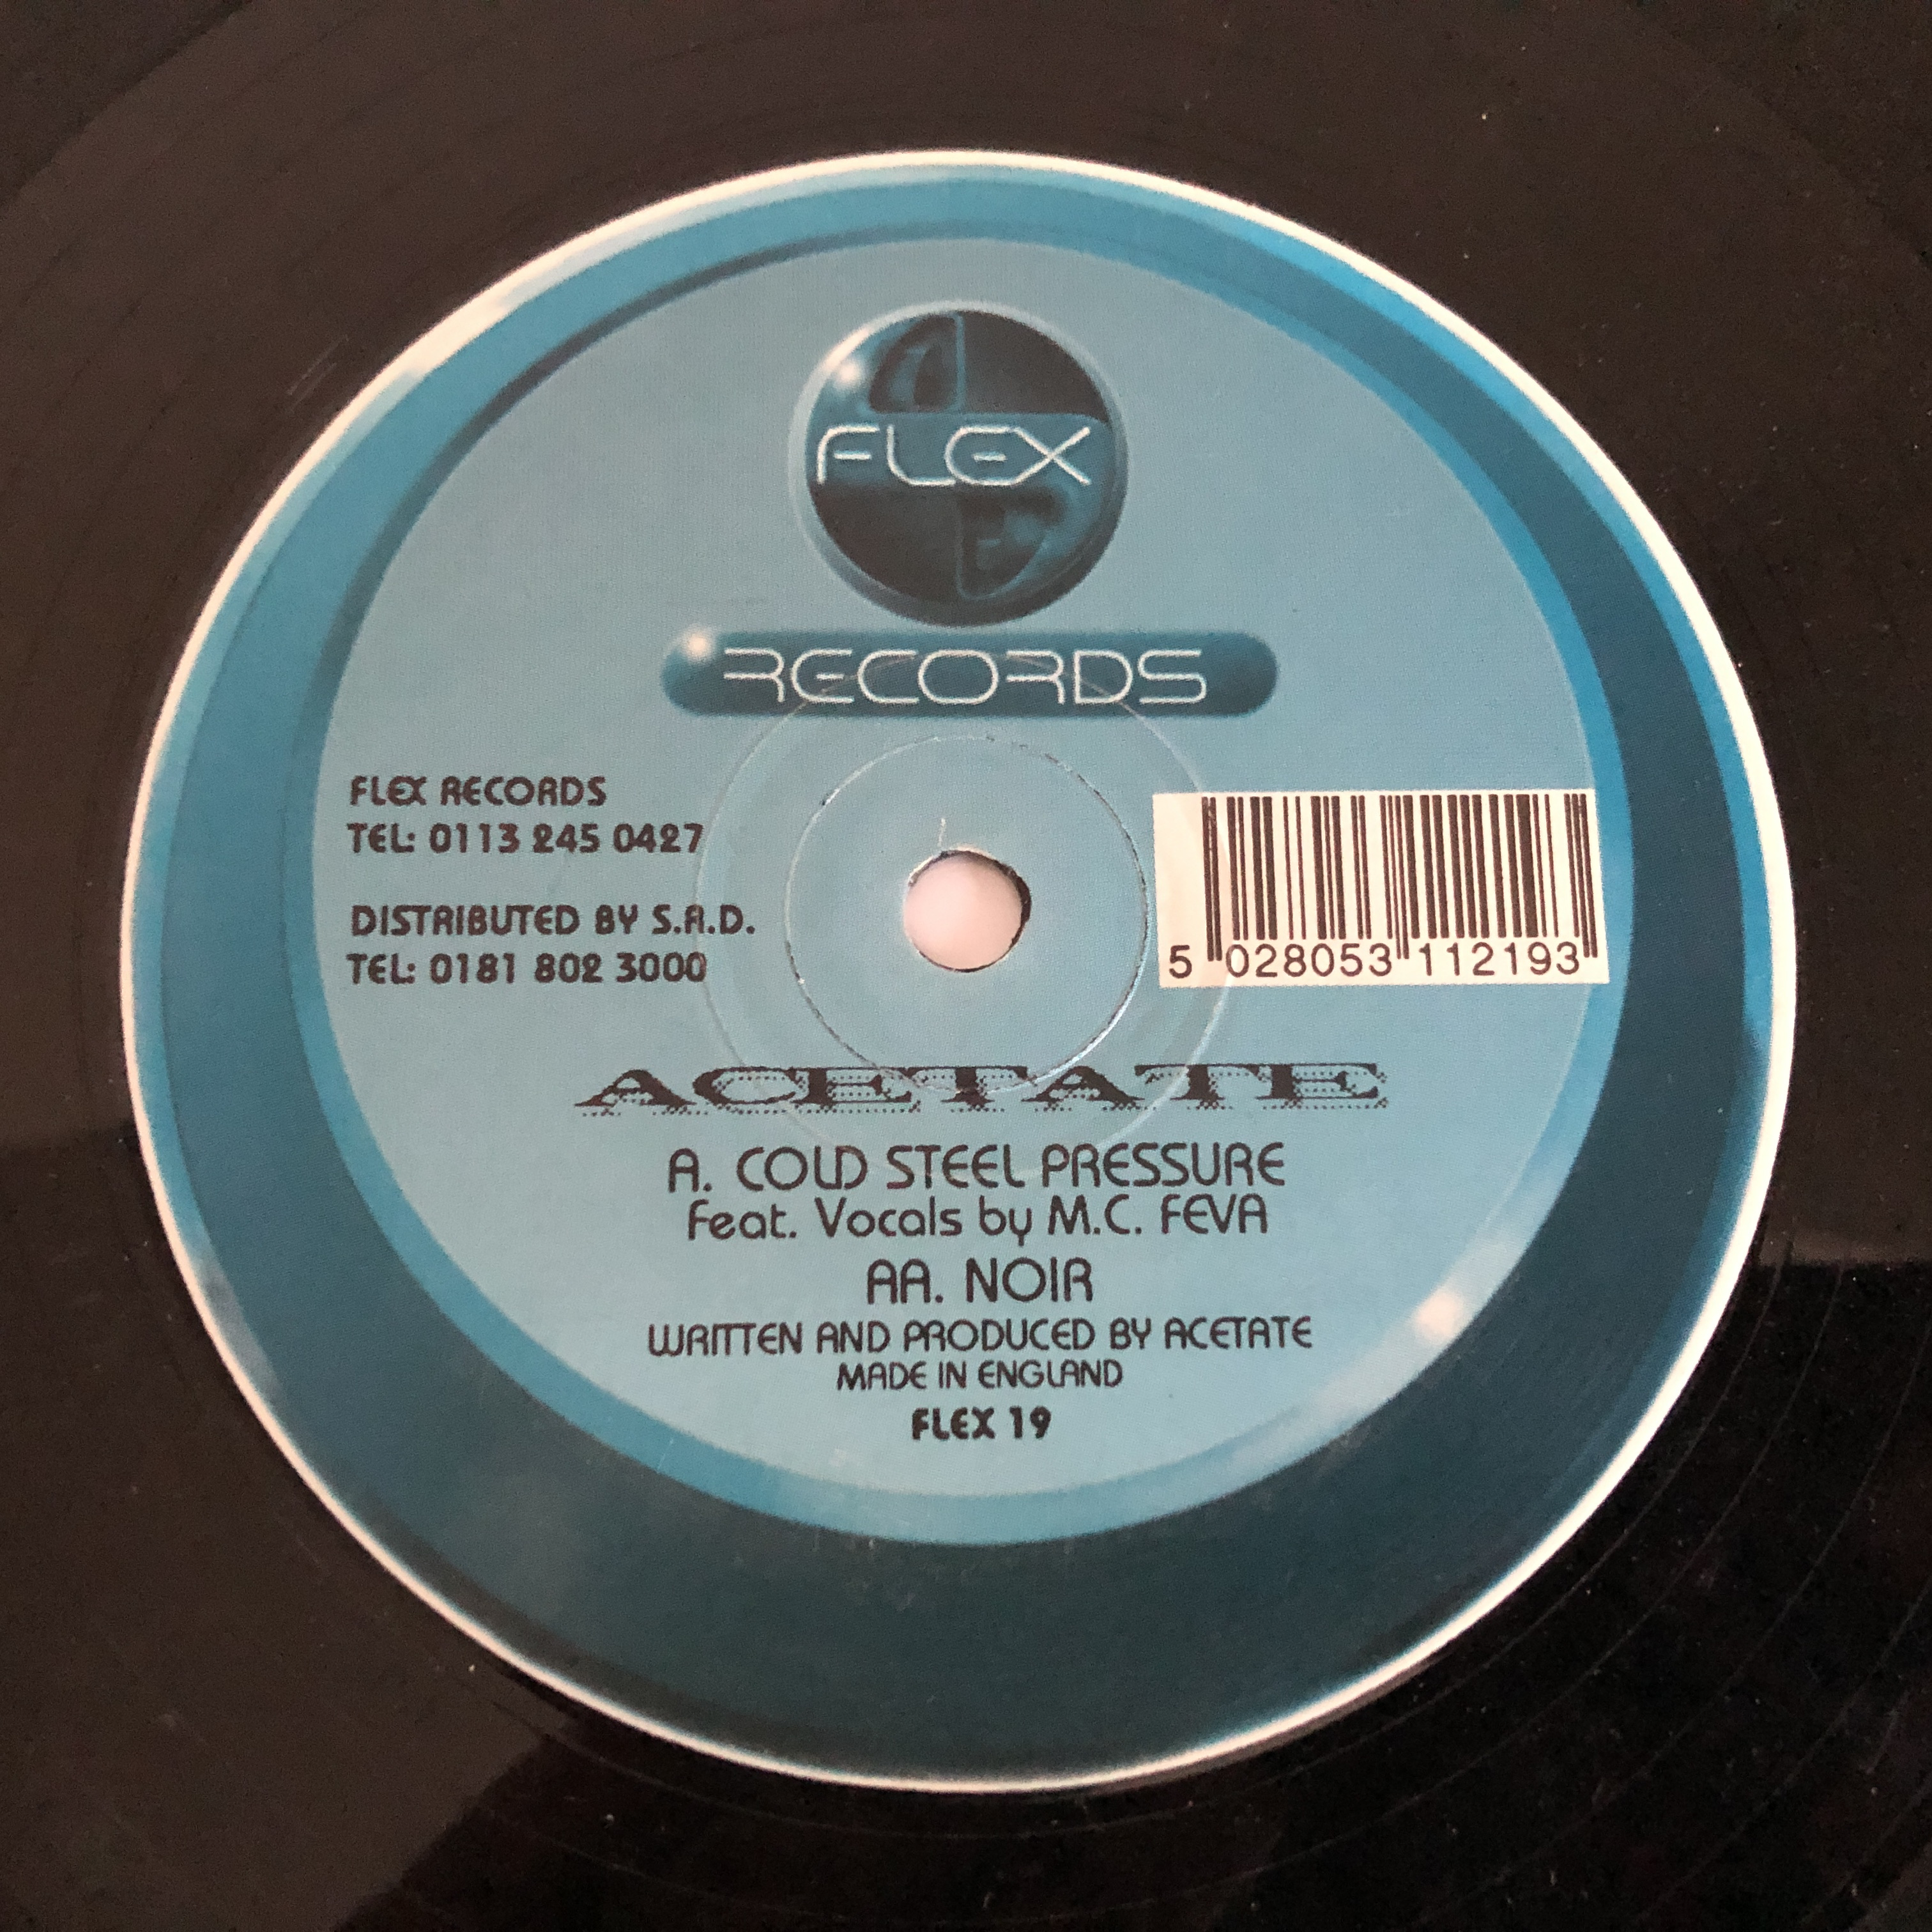 FLEX
RECORDS
FLEX RECORDS
TEL: 0113 245 0427
DISTRIBUTED BY S.A.D.
TEL: 0181 802 3000
5 028053 112193
ACETATE
A. COLD STEEL PRESSURE
Feat. Vocals by M.C. FEVA
AA. NOIR
WRITTEN AND PRODUCED BY ACETATE
MADE IN ENGLAND
FLEX 19